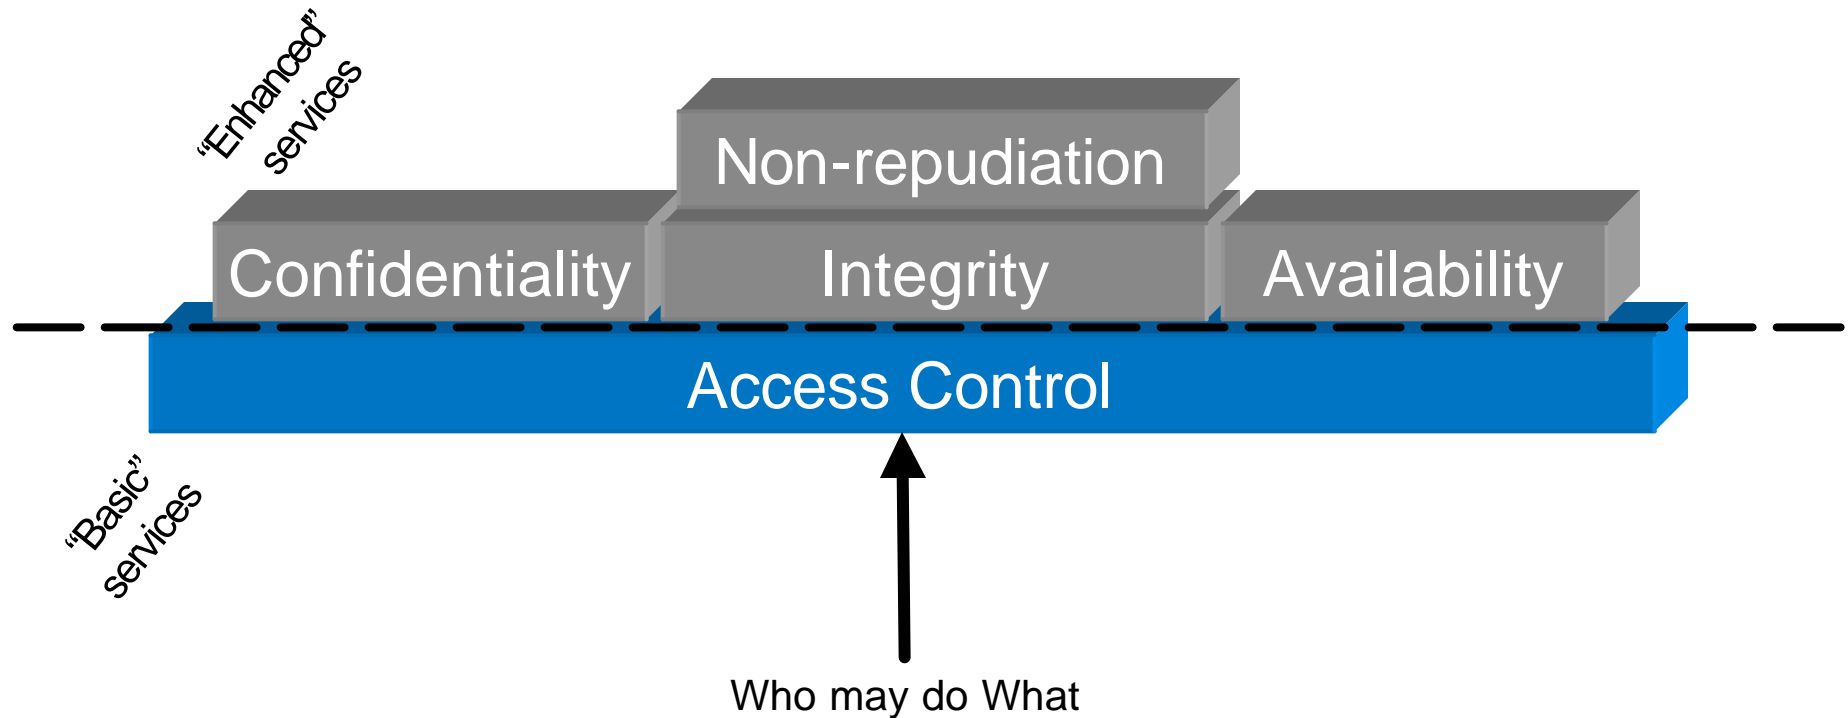 “Enhanced”
services
Non-repudiation
Confidentiality
Integrity
Availability
Access Control
“Basic”
services
Who may do What